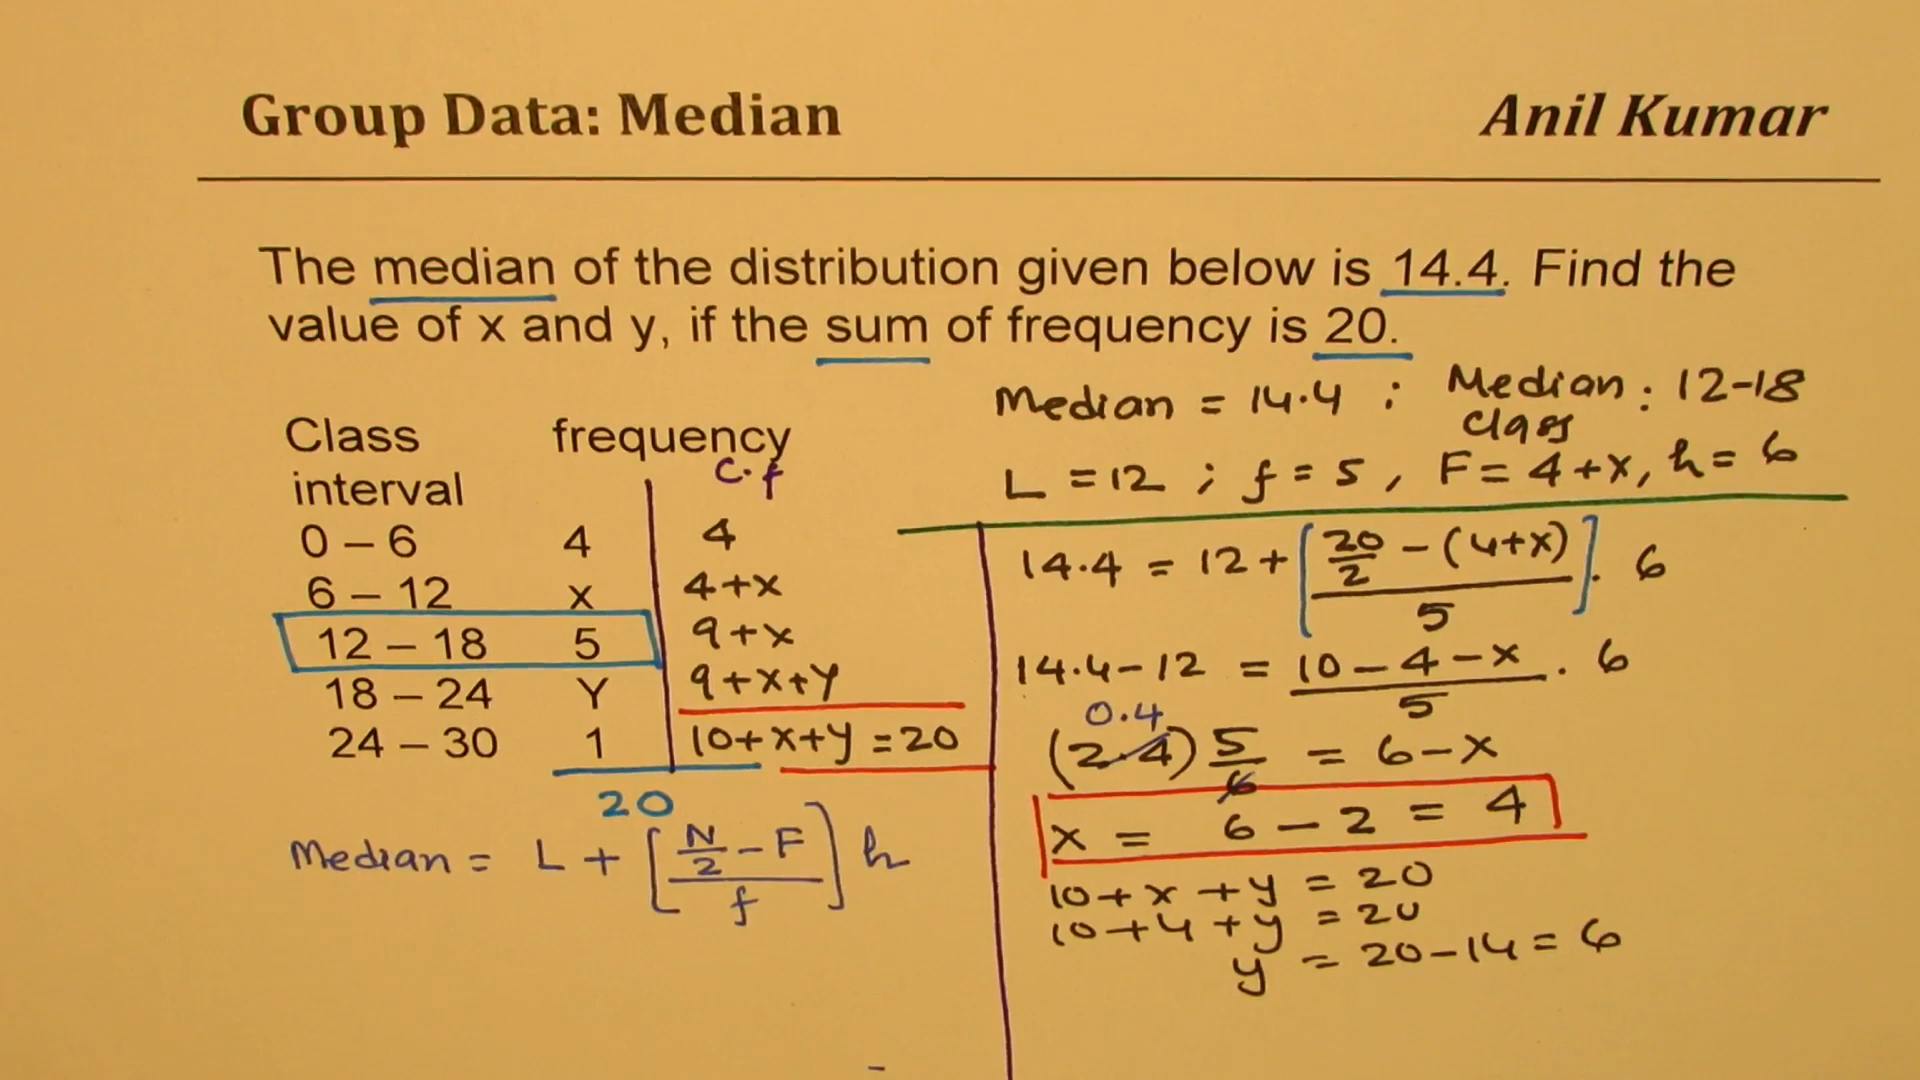 Group Data: Median
Anil Kumar
The median of the distribution given below is 14.4. Find the
value of x and y, if the sum of frequency is 20.
Class interval frequency c.f
0 – 6 4 4
6 – 12 x 4+x
12 – 18 5 9+x
18 – 24 Y 9+x+y
24 – 30 1 10+x+y=20
20
Median = L + [(N/2 - F)/f] h
Median = 14.4 ; Median class : 12-18
L = 12 ; f = 5 , F = 4+x, h = 6
14.4 = 12 + [(20/2 - (4+x))/5] . 6
14.4 - 12 = (10 - 4 - x)/5 . 6
0.4
(2.4) 5/6 = 6 - x
x = 6 - 2 = 4
10 + x + y = 20
10 + 4 + y = 20
y = 20 - 14 = 6